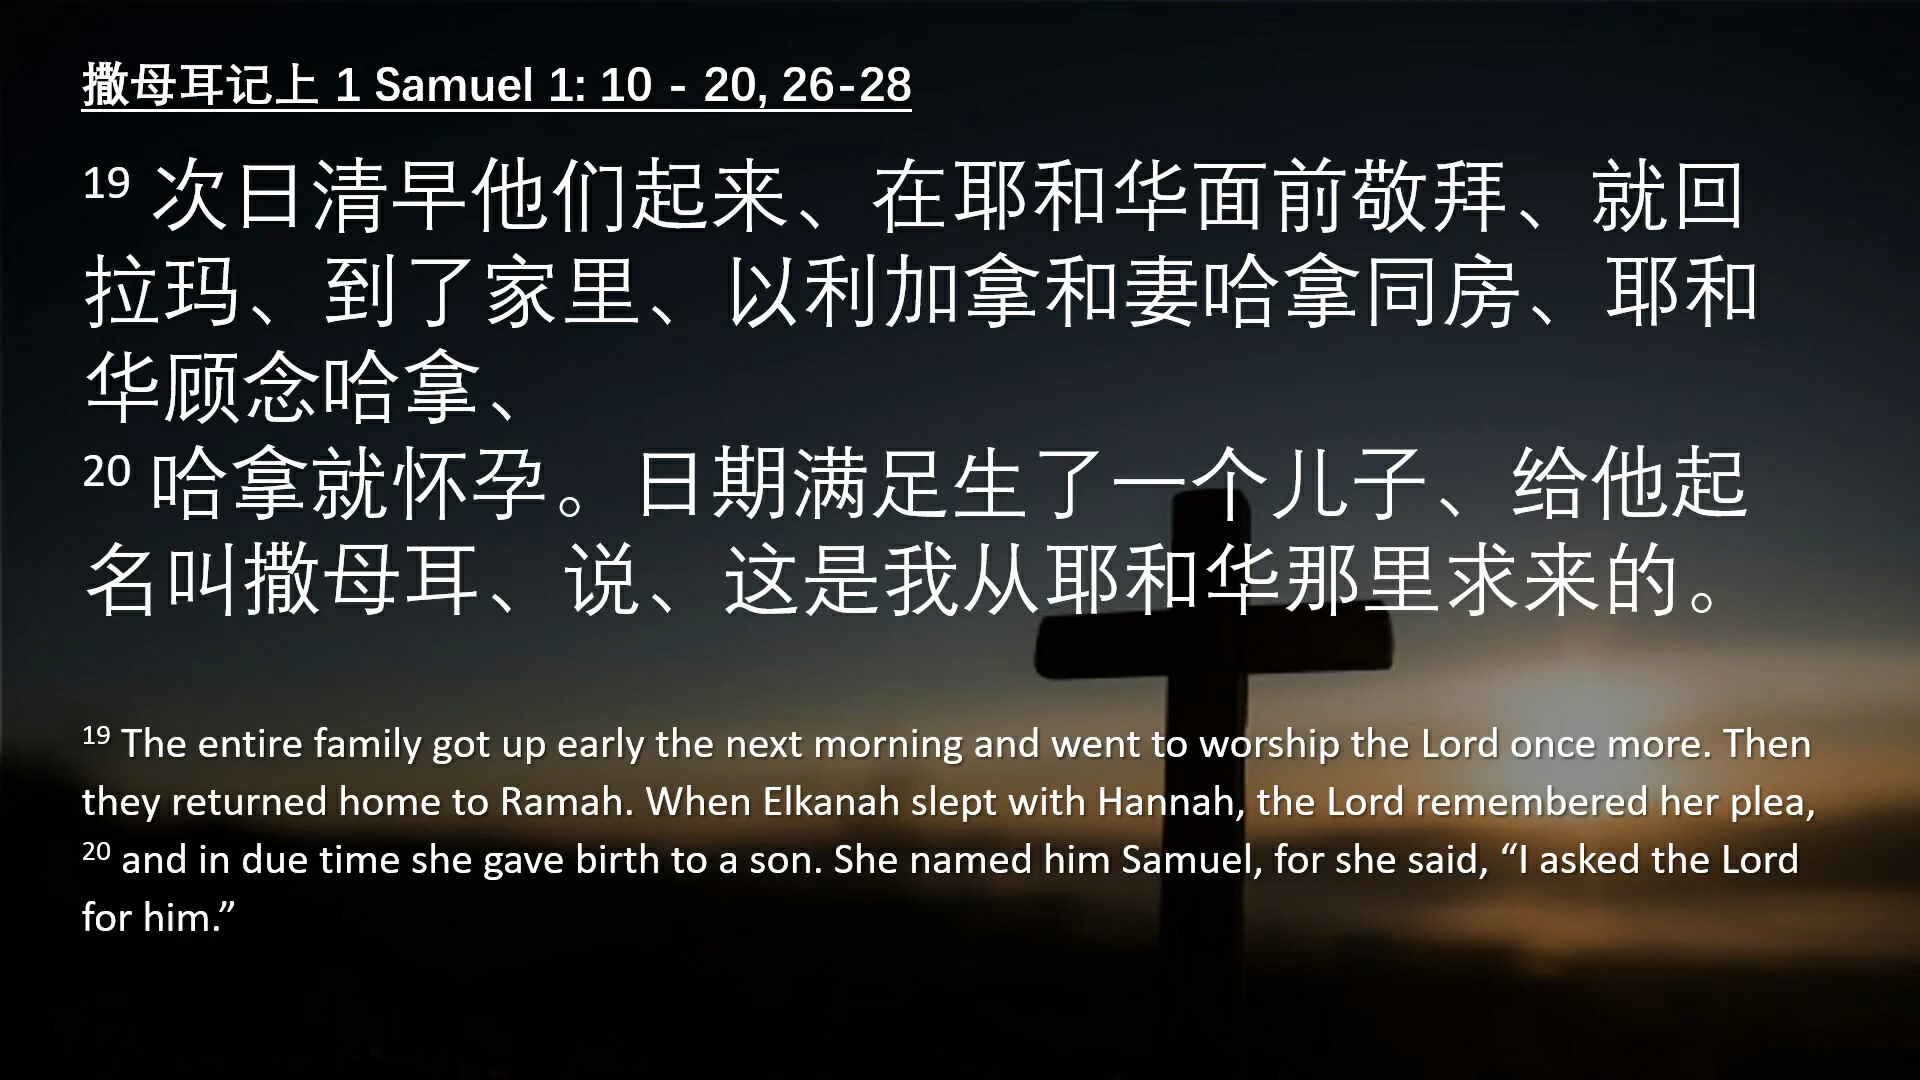 撒母耳记上 1 Samuel 1: 10 - 20, 26-28
19 次日清早他们起来、在耶和华面前敬拜、就回
拉玛、到了家里、以利加拿和妻哈拿同房、耶和
华顾念哈拿、
20 哈拿就怀孕。日期满足生了一个儿子、给他起
名叫撒母耳、说、这是我从耶和华那里求来的。
19 The entire family got up early the next morning and went to worship the Lord once more. Then
they returned home to Ramah. When Elkanah slept with Hannah, the Lord remembered her plea,
20 and in due time she gave birth to a son. She named him Samuel, for she said, “I asked the Lord
for him.”